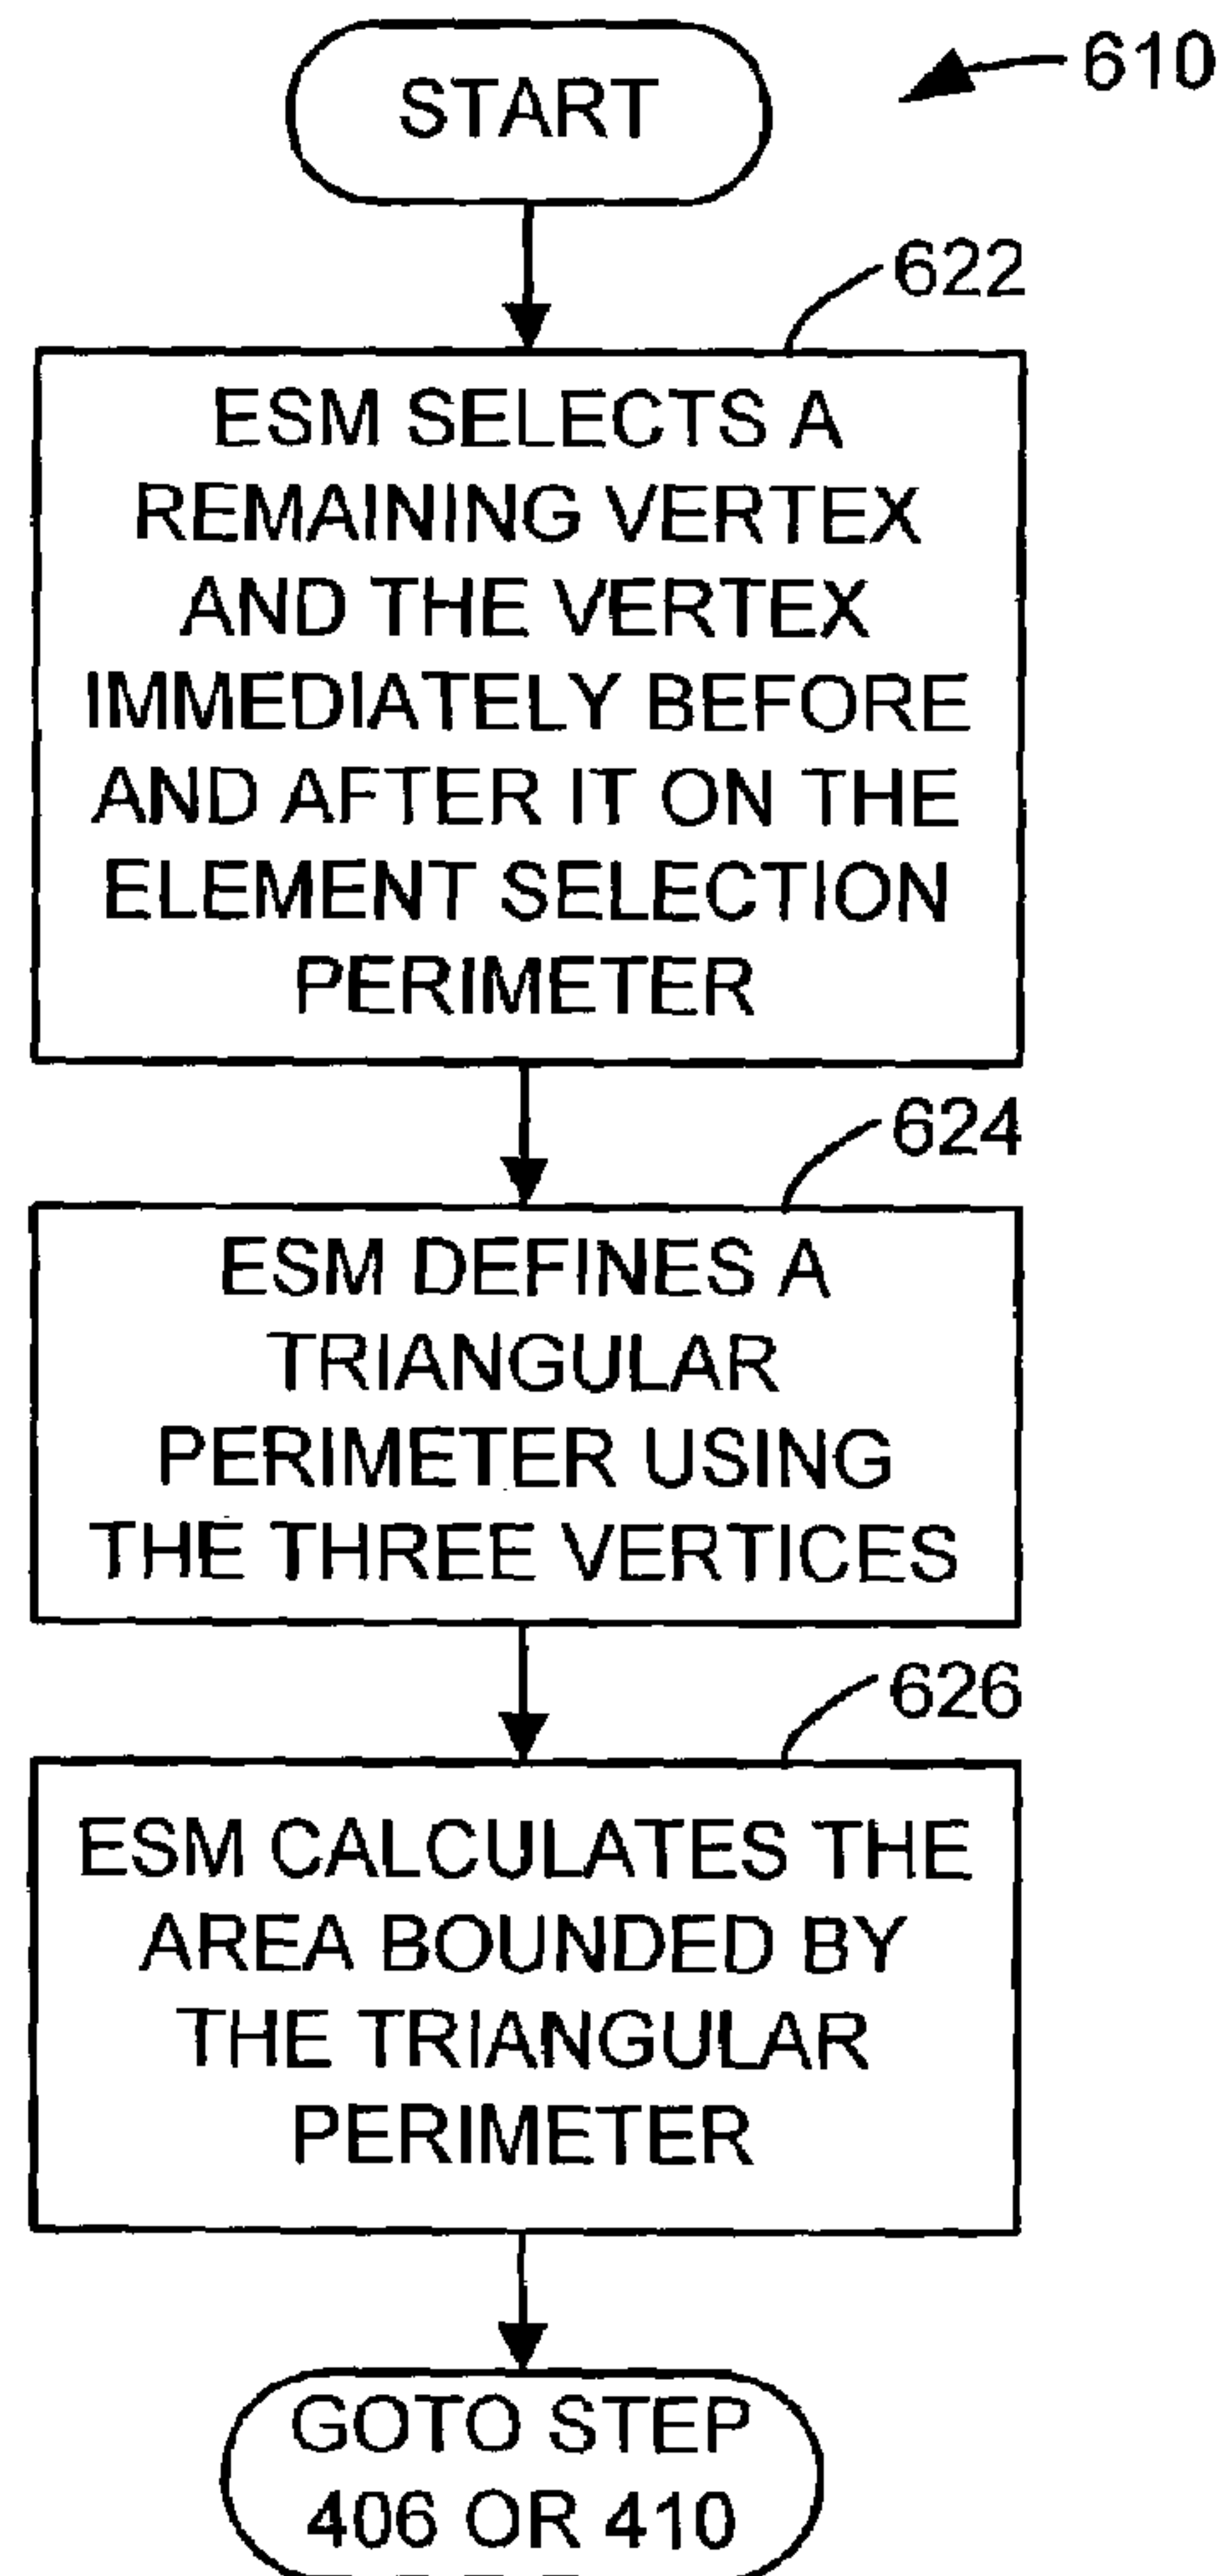 START
610
622
ESM SELECTS A
REMAINING VERTEX
AND THE VERTEX
IMMEDIATELY BEFORE
AND AFTER IT ON THE
ELEMENT SELECTION
PERIMETER
624
ESM DEFINES A
TRIANGULAR
PERIMETER USING
THE THREE VERTICES
626
ESM CALCULATES THE
AREA BOUNDED BY
THE TRIANGULAR
PERIMETER
GOTO STEP
406 OR 410